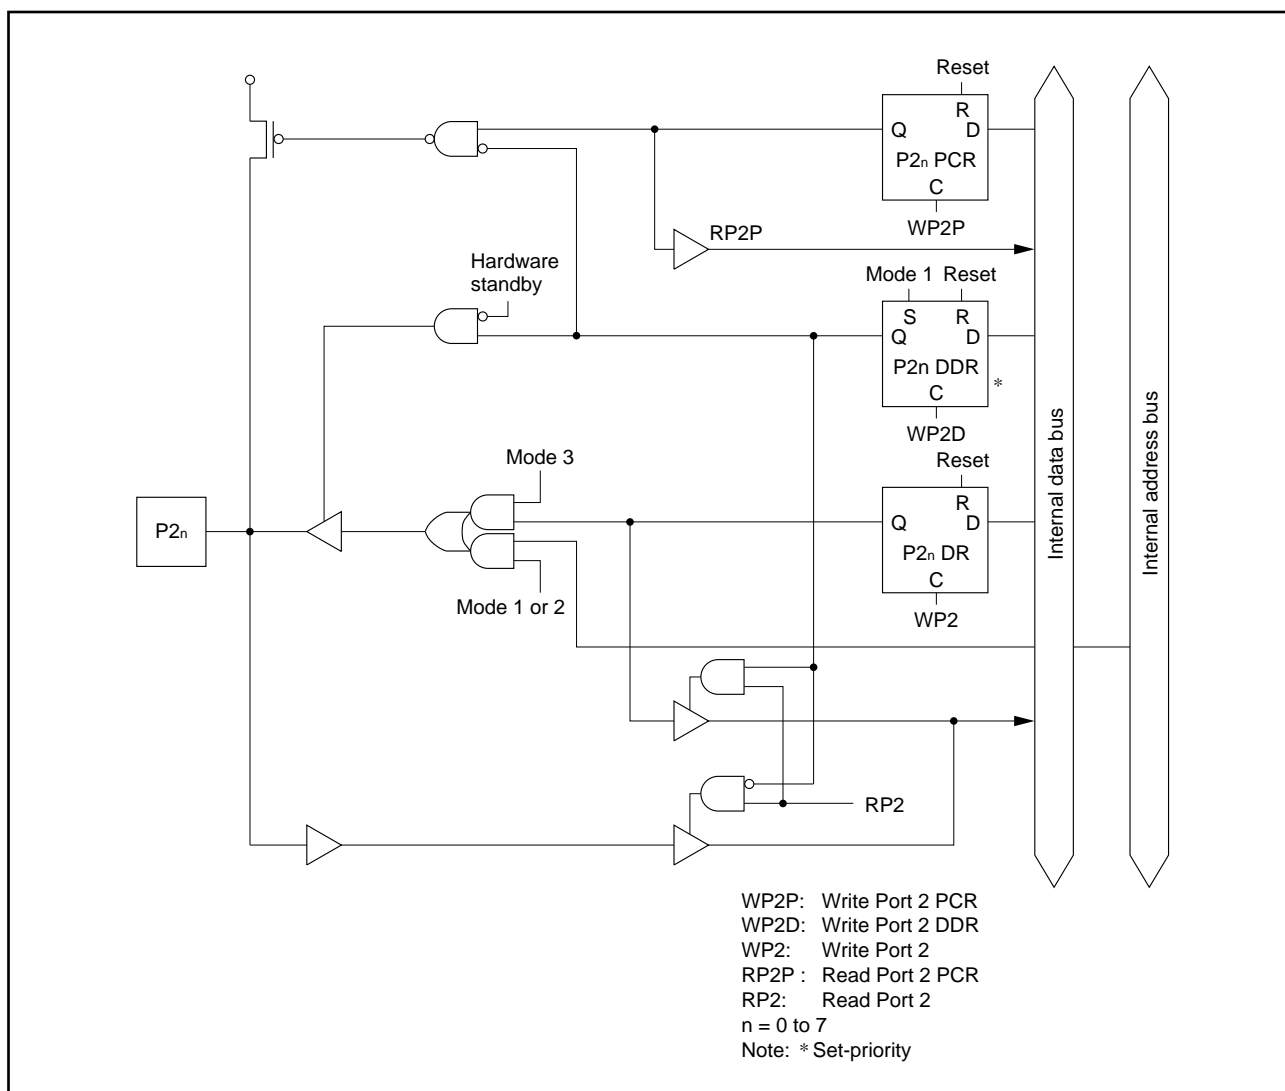 Reset
R
Q D
P2n PCR
C
WP2P
RP2P
Hardware
standby
Mode 1 Reset
S R
Q D
P2n DDR
*
C
WP2D
Reset
Mode 3
R
Q D
P2n
P2n DR
C
Mode 1 or 2
WP2
Internal data bus
Internal address bus
RP2
WP2P: Write Port 2 PCR
WP2D: Write Port 2 DDR
WP2: Write Port 2
RP2P : Read Port 2 PCR
RP2: Read Port 2
n = 0 to 7
Note: * Set-priority